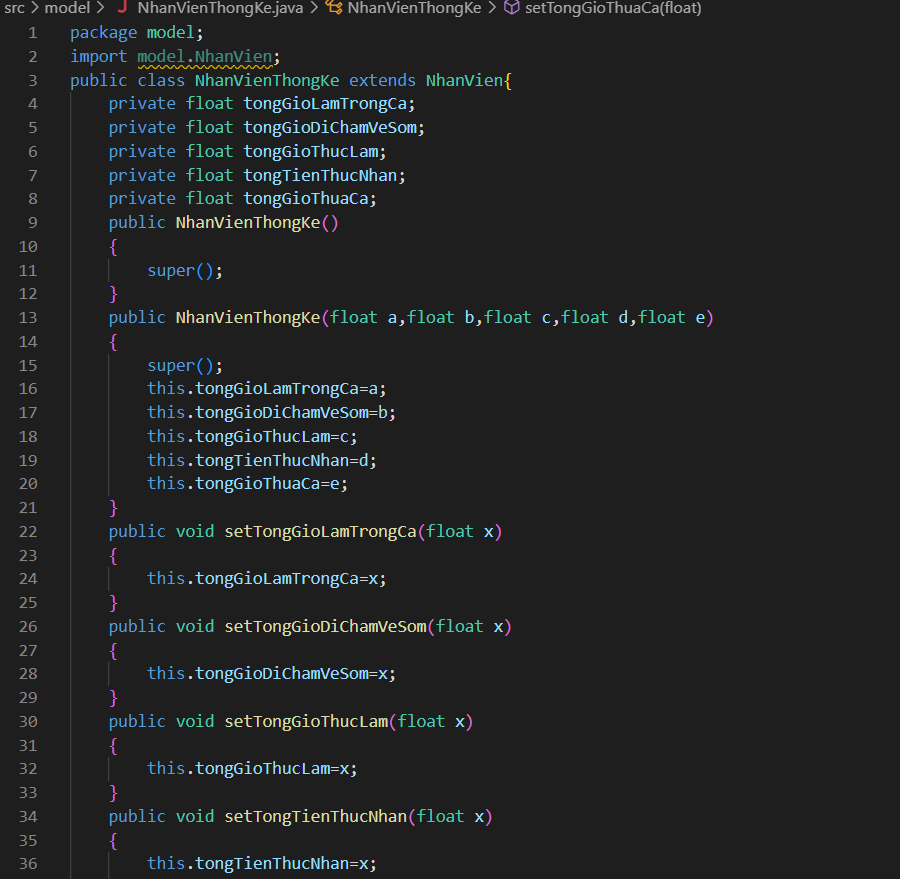 src > model > J NhanVienThongKe.java > NhanVienThongKe > setTongGioThuaCa(float)
1 package model;
2 import model.NhanVien;
3 public class NhanVienThongKe extends NhanVien{
4     private float tongGioLamTrongCa;
5     private float tongGioDiChamVeSom;
6     private float tongGioThucLam;
7     private float tongTienThucNhan;
8     private float tongGioThuaCa;
9     public NhanVienThongKe()
10     {
11         super();
12     }
13     public NhanVienThongKe(float a,float b,float c,float d,float e)
14     {
15         super();
16         this.tongGioLamTrongCa=a;
17         this.tongGioDiChamVeSom=b;
18         this.tongGioThucLam=c;
19         this.tongTienThucNhan=d;
20         this.tongGioThuaCa=e;
21     }
22     public void setTongGioLamTrongCa(float x)
23     {
24         this.tongGioLamTrongCa=x;
25     }
26     public void setTongGioDiChamVeSom(float x)
27     {
28         this.tongGioDiChamVeSom=x;
29     }
30     public void setTongGioThucLam(float x)
31     {
32         this.tongGioThucLam=x;
33     }
34     public void setTongTienThucNhan(float x)
35     {
36         this.tongTienThucNhan=x;